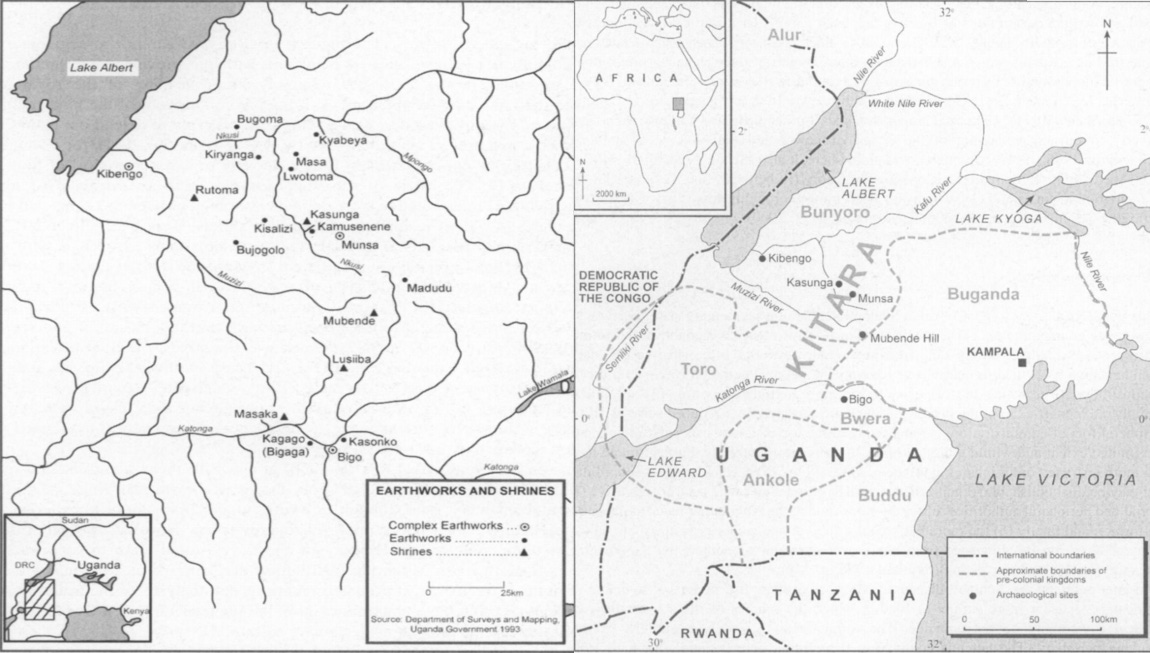 Lake Albert
Bugoma
Nkusi
Kyabeya
Kiryanga
Masa
Mpongo
Lwotoma
Kibengo
Rutoma
Kasunga
Kisalizi
Kamusenene
Munsa
Bujogolo
Nkusi
Muzizi
Madudu
Mubende
Lusiiba
Lake Wamala
Masaka
Katonga
Kagago
(Bigaga)
Kasonko
Bigo
Katonga
EARTHWORKS AND SHRINES
Complex Earthworks ...
Earthworks ...............
Shrines ....................
0 25km
Source: Department of Surveys and Mapping,
Uganda Government 1993
Sudan
DRC
Uganda
Kenya
AFRICA
N
2000 km
32°
Alur
N
Nile River
White Nile River
2°
2°
LAKE
ALBERT
Kafu River
Bunyoro
LAKE KYOGA
Kibengo
DEMOCRATIC
REPUBLIC OF
THE CONGO
Kasunga
Munsa
Muzizi River
KITARA
Buganda
Nile River
Mubende Hill
Semliki River
KAMPALA
Toro
Katonga River
Bigo
0°
0°
Bwera
UGANDA
LAKE
EDWARD
Ankole
Buddu
LAKE VICTORIA
International boundaries
Approximate boundaries of
pre-colonial kingdoms
Archaeological sites
0 50 100km
TANZANIA
RWANDA
30°
32°